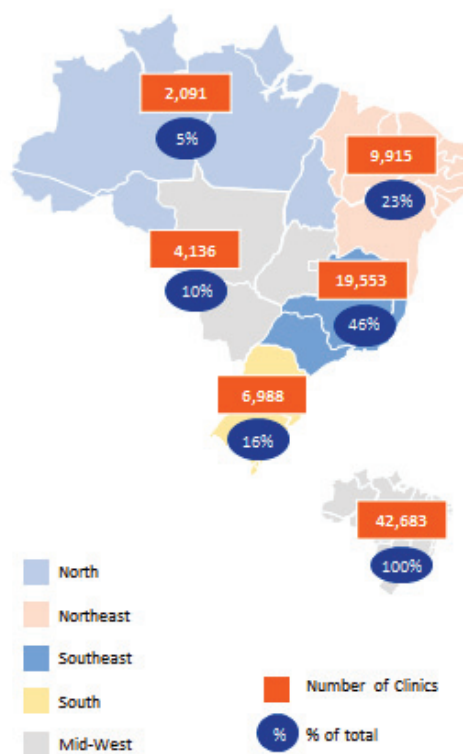 2,091
5%
9,915
23%
4,136
10%
19,553
46%
6,988
16%
42,683
100%
North
Northeast
Southeast
South
Mid-West
Number of Clinics
% % of total